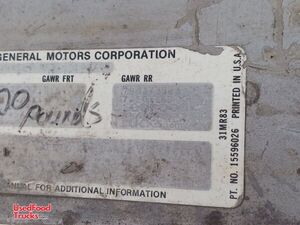 GENERAL MOTORS CORPORATION
GAWR FRT GAWR RR
00 POUNDS
MANUAL FOR ADDITIONAL INFORMATION
31MR83
PT. NO. 15596026 PRINTED IN U.S.A.
UsedFood
Trucks